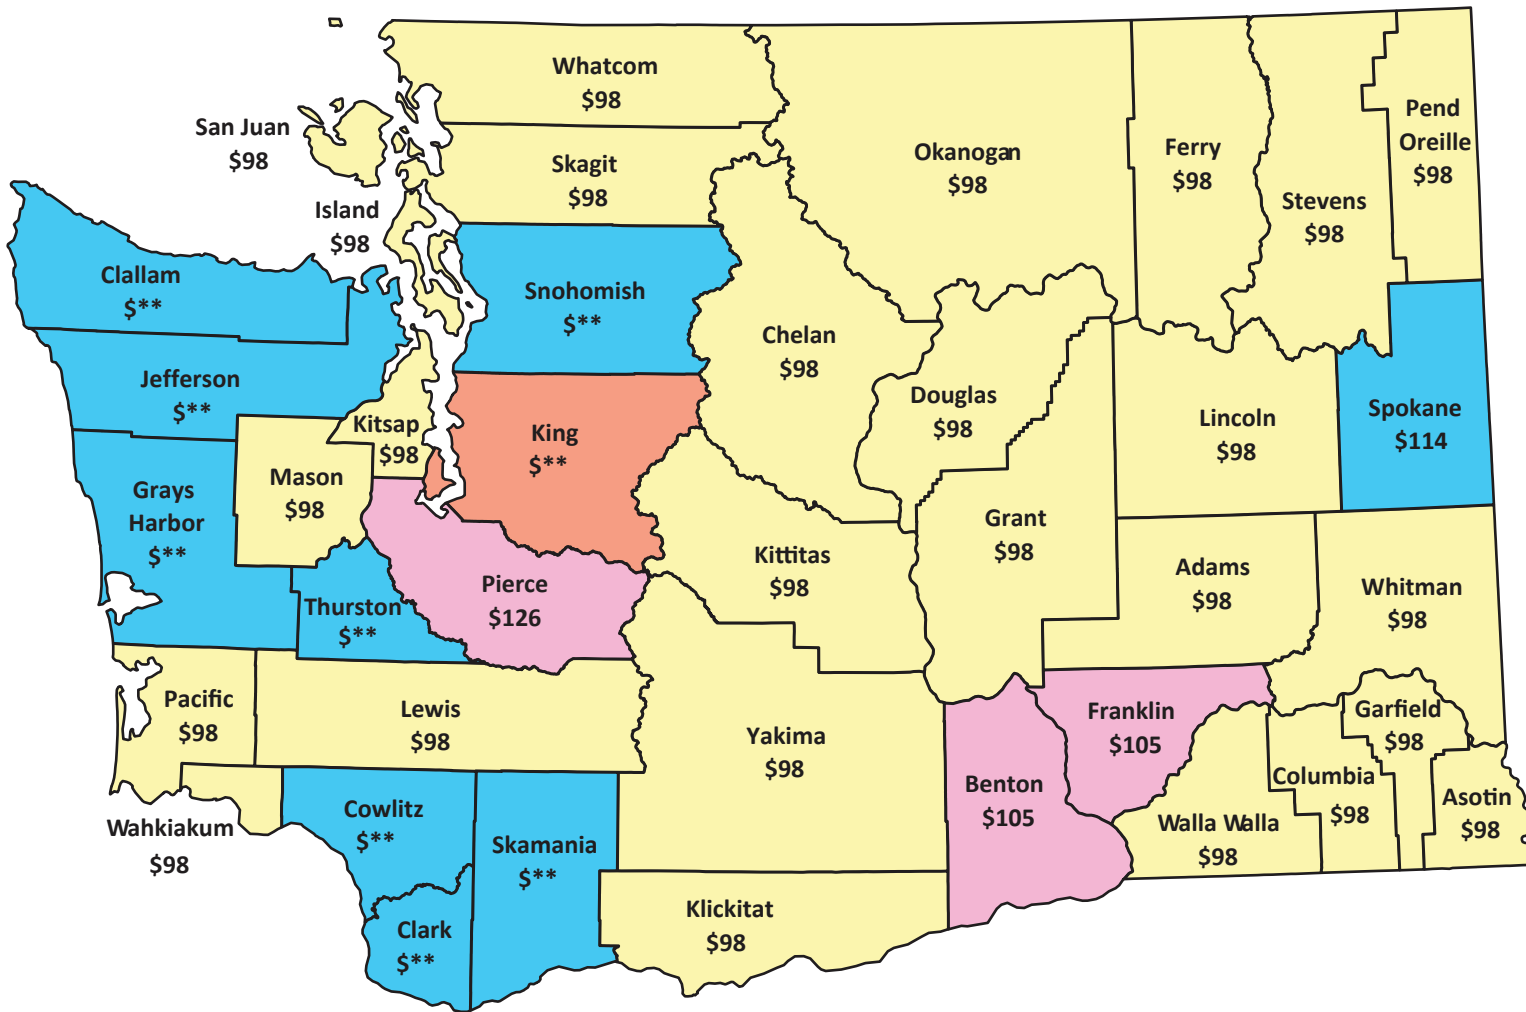 Whatcom
$98
San Juan
$98
Skagit
$98
Island
$98
Okanogan
$98
Ferry
$98
Stevens
$98
Pend
Oreille
$98
Clallam
$**
Snohomish
$**
Chelan
$98
Jefferson
$**
Kitsap
$98
King
$**
Douglas
$98
Lincoln
$98
Spokane
$114
Mason
$98
Grays
Harbor
$**
Grant
$98
Kittitas
$98
Adams
$98
Whitman
$98
Thurston
$**
Pierce
$126
Pacific
$98
Lewis
$98
Yakima
$98
Franklin
$105
Garfield
$98
Benton
$105
Columbia
$98
Asotin
$98
Walla Walla
$98
Wahkiakum
$98
Cowlitz
$**
Skamania
$**
Clark
$**
Klickitat
$98